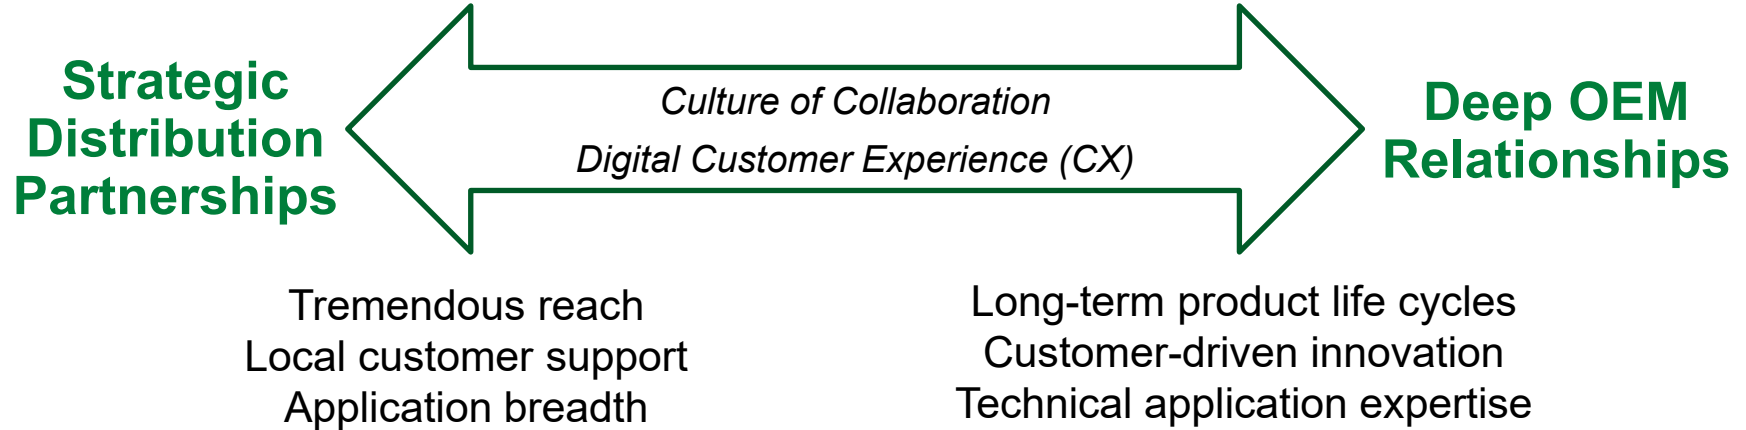 Strategic
Distribution
Partnerships
Culture of Collaboration
Digital Customer Experience (CX)
Deep OEM
Relationships
Tremendous reach
Local customer support
Application breadth
Long-term product life cycles
Customer-driven innovation
Technical application expertise